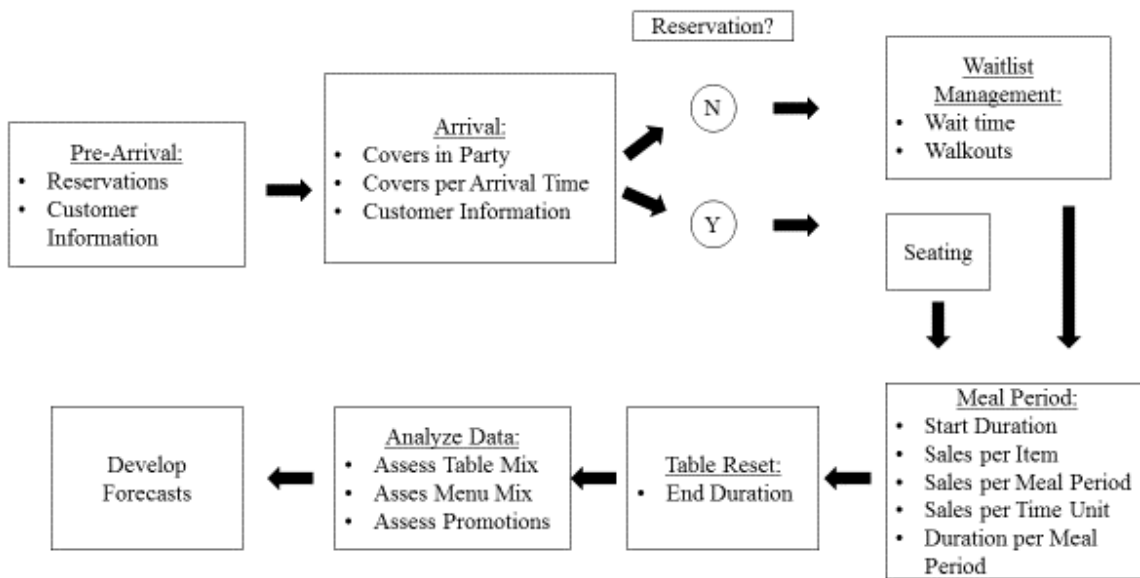 Pre-Arrival:
• Reservations
• Customer
Information
Arrival:
• Covers in Party
• Covers per Arrival Time
• Customer Information
Reservation?
N
Y
Waitlist
Management:
• Wait time
• Walkouts
Seating
Meal Period:
• Start Duration
• Sales per Item
• Sales per Meal Period
• Sales per Time Unit
• Duration per Meal
Period
Table Reset:
• End Duration
Analyze Data:
• Assess Table Mix
• Asses Menu Mix
• Assess Promotions
Develop
Forecasts